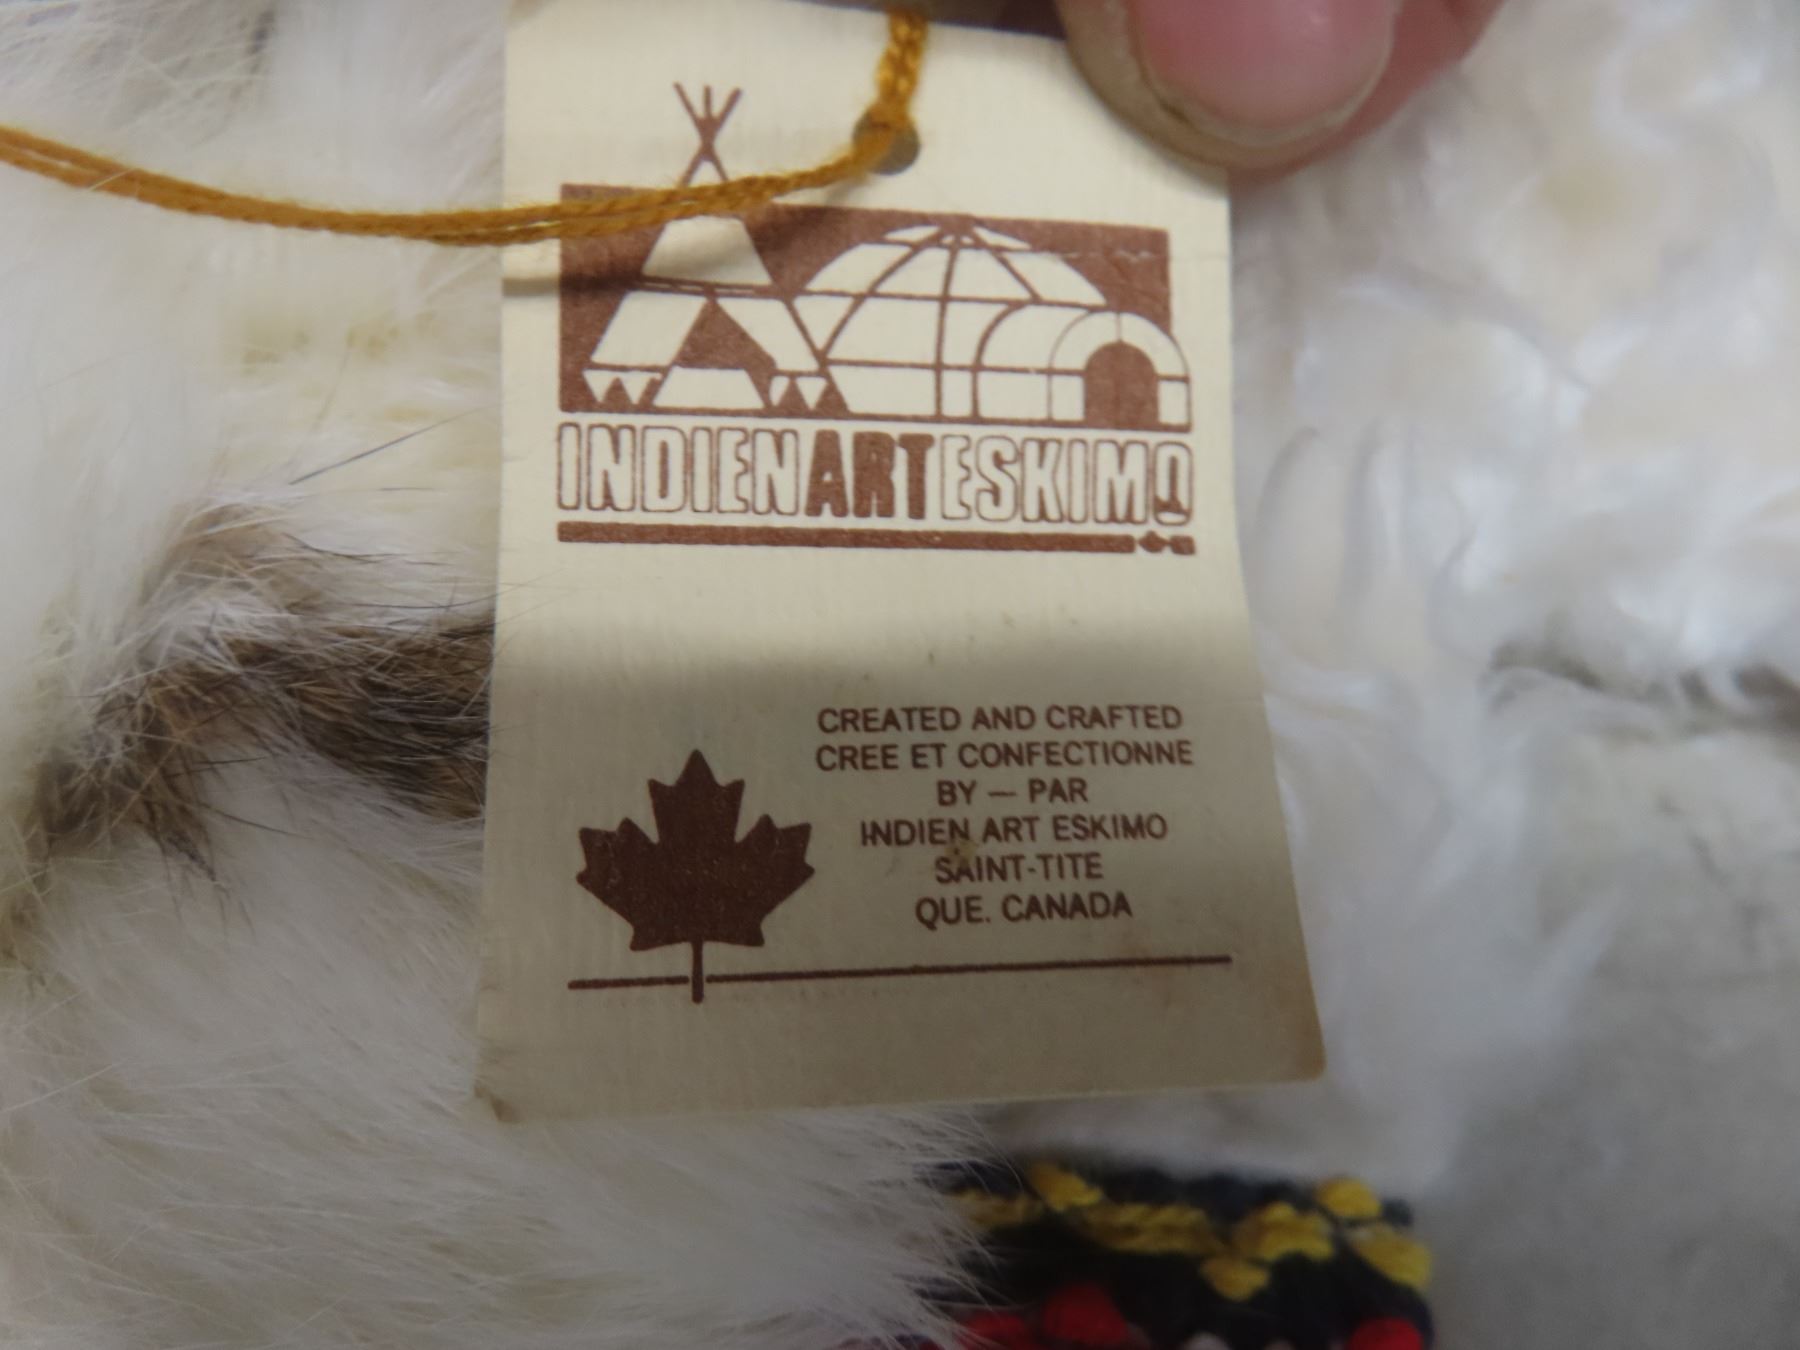 INDIENARTESKIMO
CREATED AND CRAFTED
CREE ET CONFECTIONNE
BY — PAR
INDIEN ART ESKIMO
SAINT-TITE
QUE. CANADA